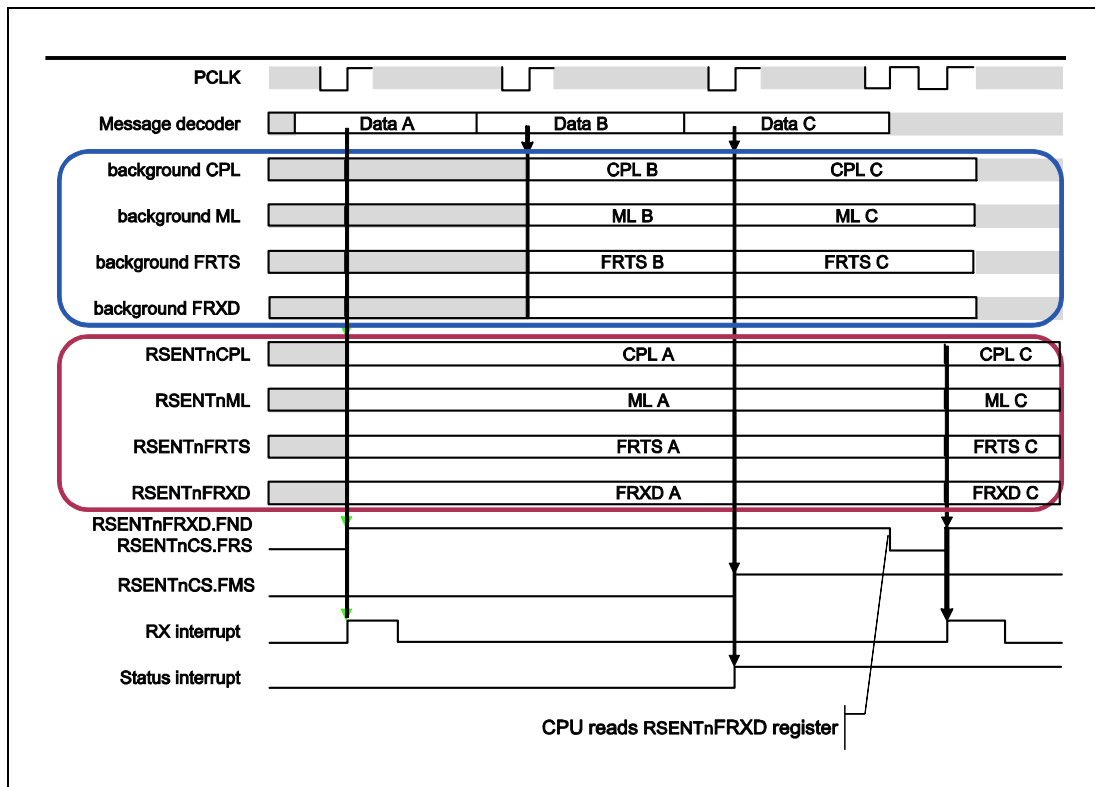 PCLK
Message decoder Data A Data B Data C
background CPL CPL B CPL C
background ML ML B ML C
background FRTS FRTS B FRTS C
background FRXD
RSENTnCPL CPL A CPL C
RSENTnML ML A ML C
RSENTnFRTS FRTS A FRTS C
RSENTnFRXD FRXD A FRXD C
RSENTnFRXD.FND
RSENTnCS.FRS
RSENTnCS.FMS
RX interrupt
Status interrupt
CPU reads RSENTnFRXD register